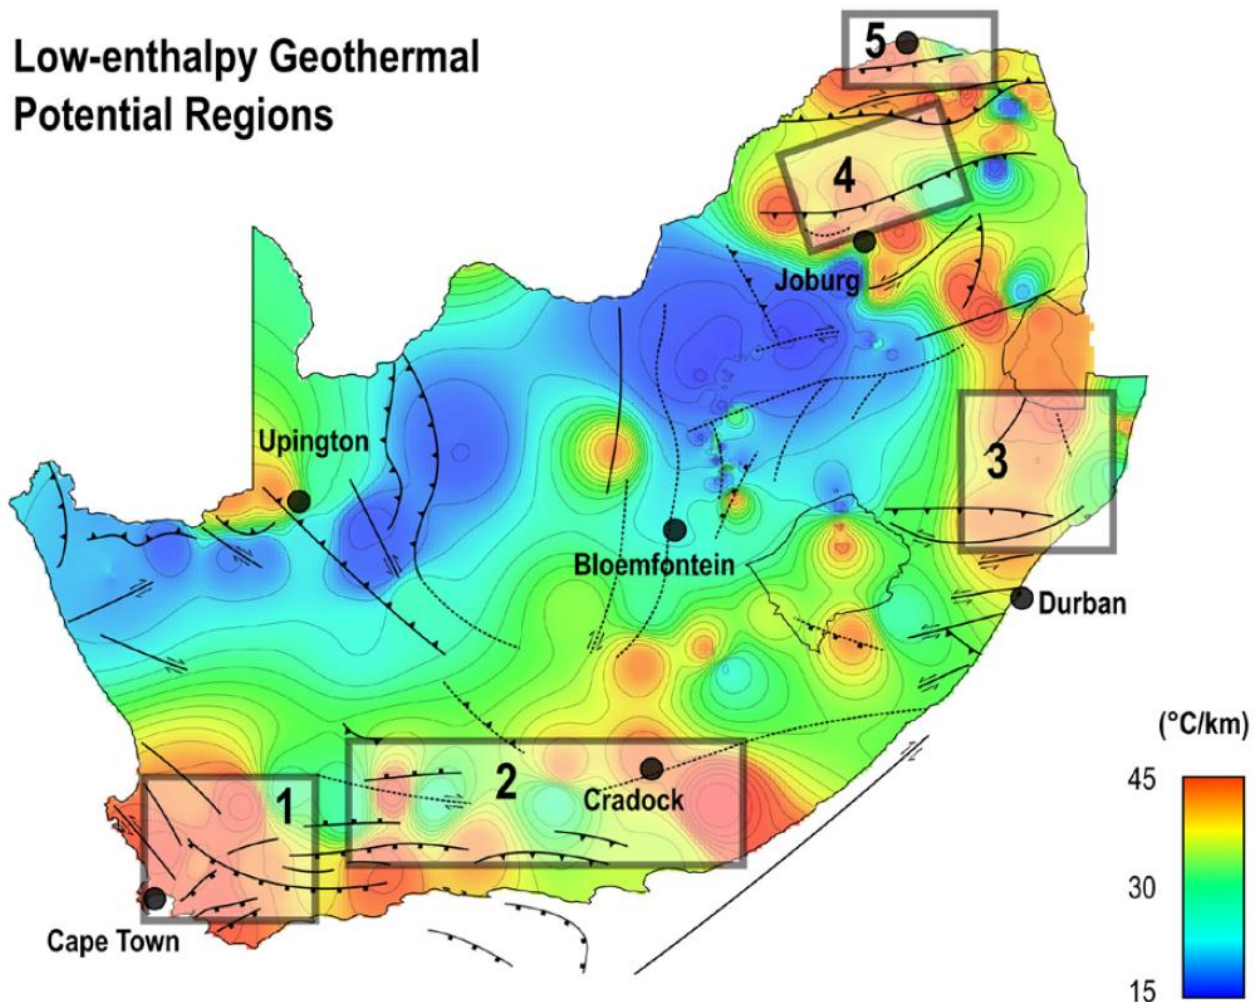 Low-enthalpy Geothermal
Potential Regions
5
4
Joburg
Upington
3
Bloemfontein
Durban
(°C/km)
45
2
1
Cradock
30
Cape Town
15